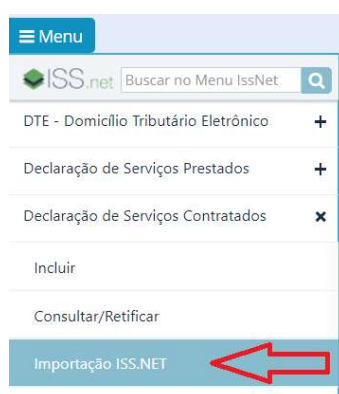 Menu
ISS.net Buscar no Menu IssNet
DTE - Domicílio Tributário Eletrônico +
Declaração de Serviços Prestados +
Declaração de Serviços Contratados ×
Incluir
Consultar/Retificar
Importação ISS.NET